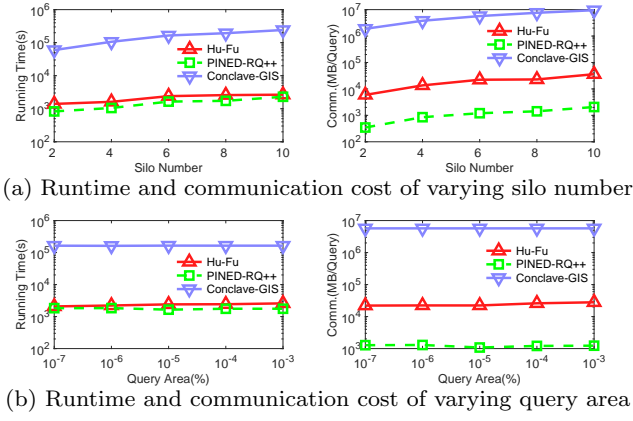 10^6
10^5
10^4
10^3
10^2
Running Time(s)
Hu-Fu
PINED-RQ++
Conclave-GIS
2 4 6 8 10
Silo Number
10^7
10^6
10^5
10^4
10^3
10^2
Comm.(MB/Query)
Hu-Fu
PINED-RQ++
Conclave-GIS
2 4 6 8 10
Silo Number
(a) Runtime and communication cost of varying silo number
10^6
10^5
10^4
10^3
10^2
Running Time(s)
Hu-Fu
PINED-RQ++
Conclave-GIS
10^-7 10^-6 10^-5 10^-4 10^-3
Query Area(%)
10^7
10^6
10^5
10^4
10^3
Comm.(MB/Query)
Hu-Fu
PINED-RQ++
Conclave-GIS
10^-7 10^-6 10^-5 10^-4 10^-3
Query Area(%)
(b) Runtime and communication cost of varying query area